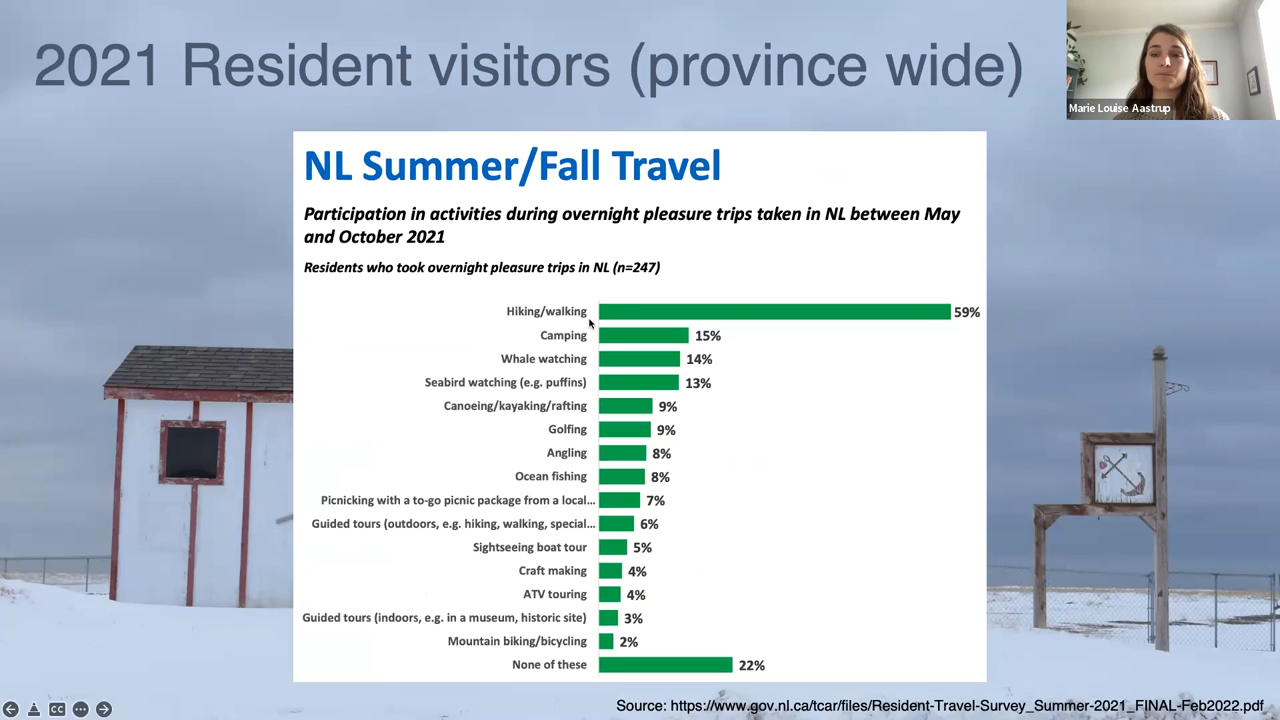 2021 Resident visitors (province wide)
Marie Louise Aastrup
NL Summer/Fall Travel
Participation in activities during overnight pleasure trips taken in NL between May
and October 2021
Residents who took overnight pleasure trips in NL (n=247)
Hiking/walking 59%
Camping 15%
Whale watching 14%
Seabird watching (e.g. puffins) 13%
Canoeing/kayaking/rafting 9%
Golfing 9%
Angling 8%
Ocean fishing 8%
Picnicking with a to-go picnic package from a local... 7%
Guided tours (outdoors, e.g. hiking, walking, special... 6%
Sightseeing boat tour 5%
Craft making 4%
ATV touring 4%
Guided tours (indoors, e.g. in a museum, historic site) 3%
Mountain biking/bicycling 2%
None of these 22%
CC
Source: https://www.gov.nl.ca/tcar/files/Resident-Travel-Survey_Summer-2021_FINAL-Feb2022.pdf